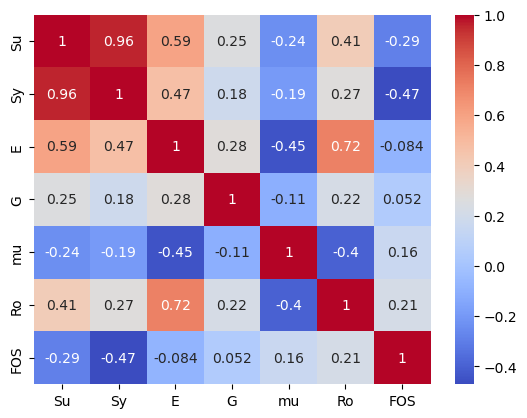 Su 1 0.96 0.59 0.25 -0.24 0.41 -0.29
Sy 0.96 1 0.47 0.18 -0.19 0.27 -0.47
E 0.59 0.47 1 0.28 -0.45 0.72 -0.084
G 0.25 0.18 0.28 1 -0.11 0.22 0.052
mu -0.24 -0.19 -0.45 -0.11 1 -0.4 0.16
Ro 0.41 0.27 0.72 0.22 -0.4 1 0.21
FOS -0.29 -0.47 -0.084 0.052 0.16 0.21 1
Su Sy E G mu Ro FOS
1.0
0.8
0.6
0.4
0.2
0.0
−0.2
−0.4